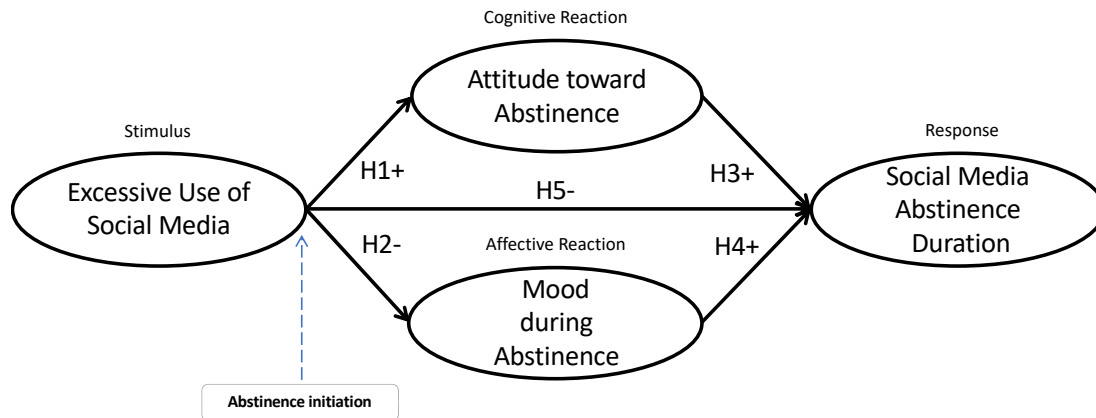 Cognitive Reaction
Attitude toward
Abstinence
Stimulus
Response
Excessive Use of
Social Media
H1+
H3+
H5-
Social Media
Abstinence
Duration
H2-
Affective Reaction
H4+
Mood
during
Abstinence
Abstinence initiation